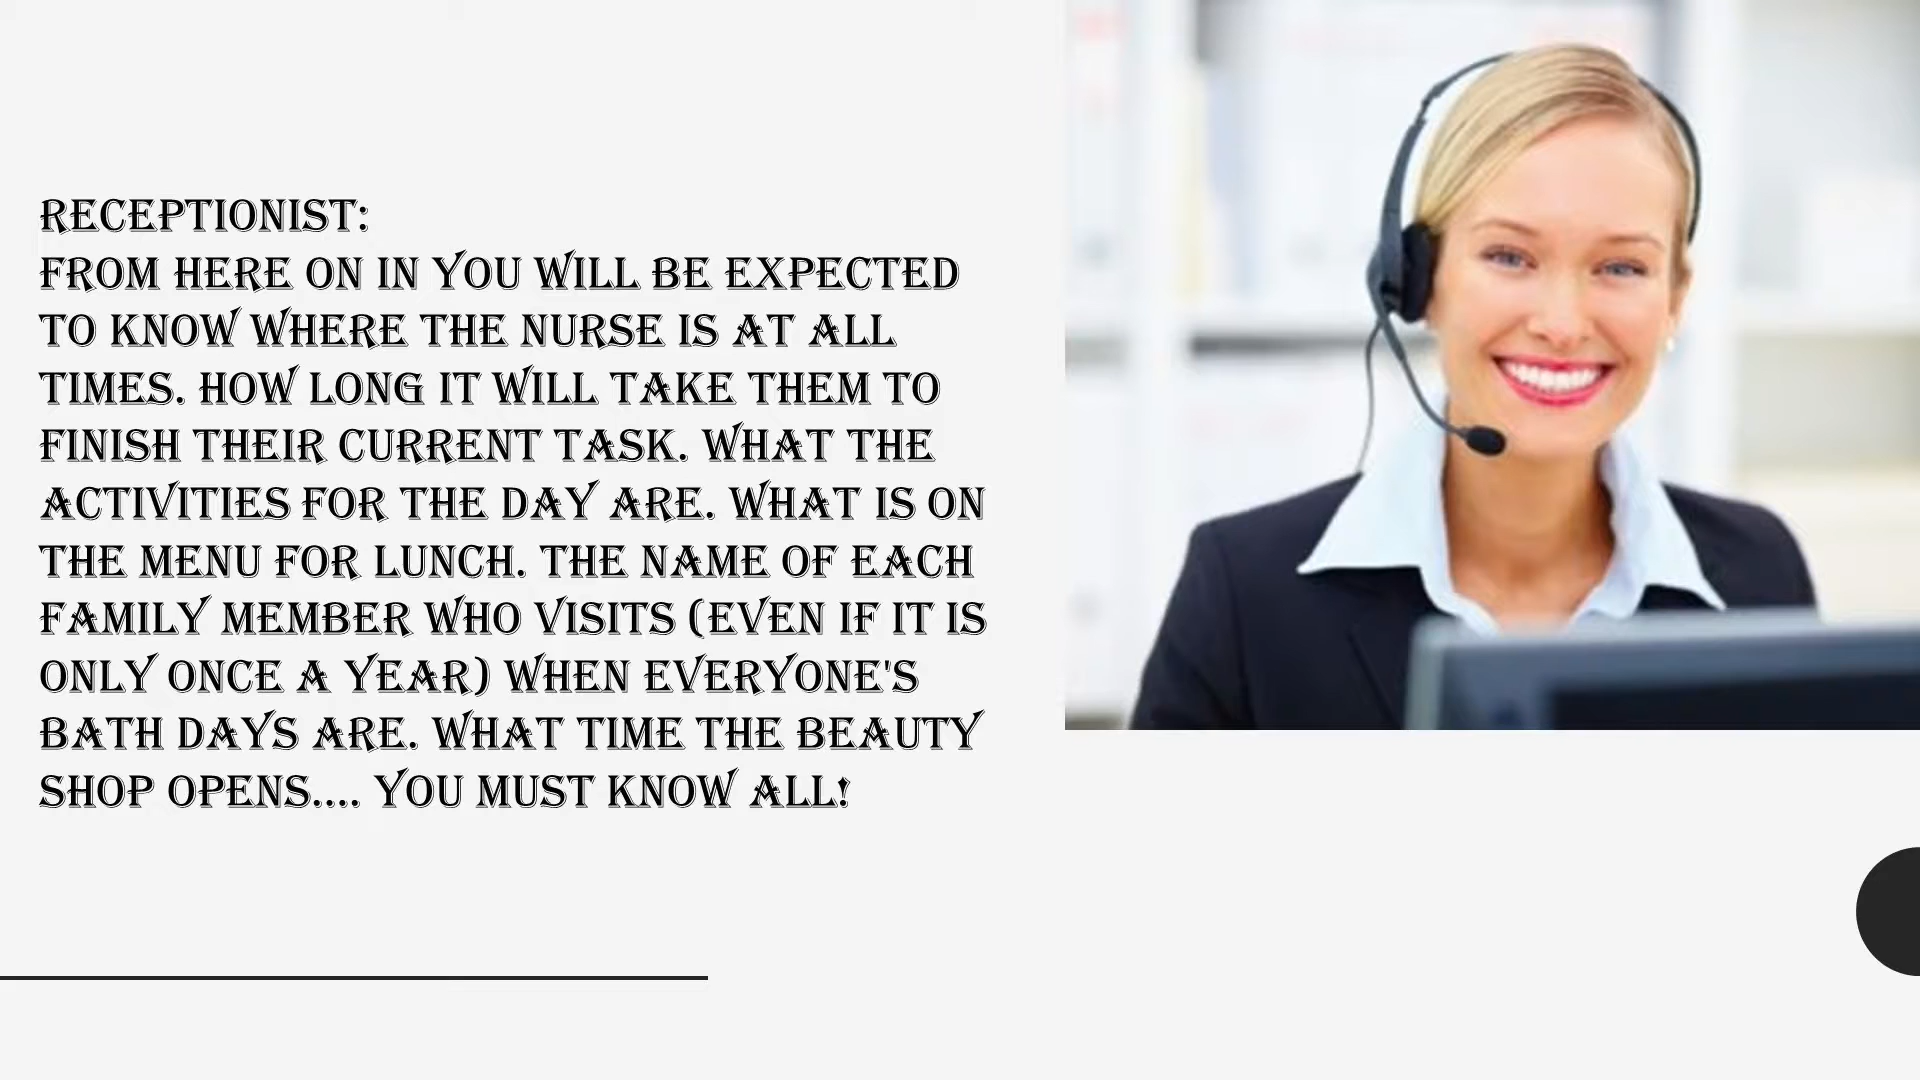 RECEPTIONIST:
FROM HERE ON IN YOU WILL BE EXPECTED
TO KNOW WHERE THE NURSE IS AT ALL
TIMES. HOW LONG IT WILL TAKE THEM TO
FINISH THEIR CURRENT TASK. WHAT THE
ACTIVITIES FOR THE DAY ARE. WHAT IS ON
THE MENU FOR LUNCH. THE NAME OF EACH
FAMILY MEMBER WHO VISITS (EVEN IF IT IS
ONLY ONCE A YEAR) WHEN EVERYONE'S
BATH DAYS ARE. WHAT TIME THE BEAUTY
SHOP OPENS.... YOU MUST KNOW ALL!